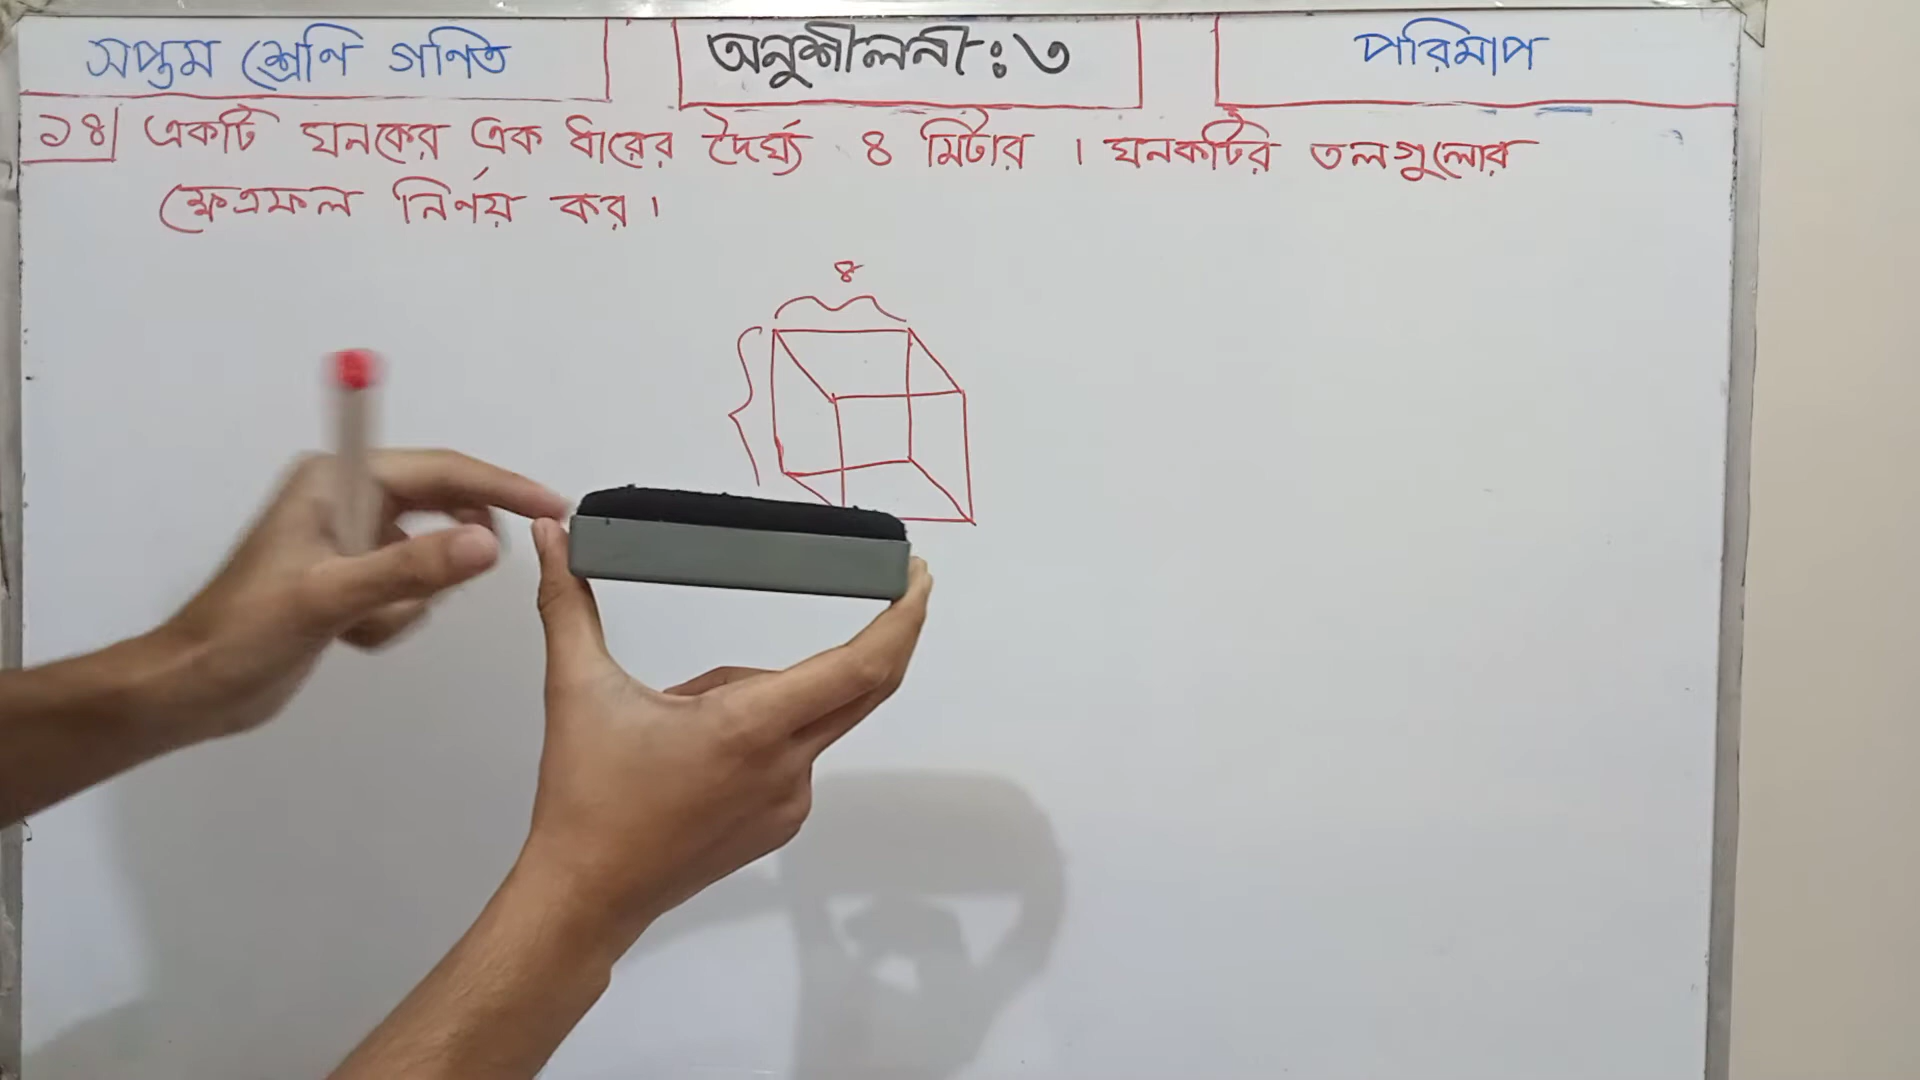 সপ্তম শ্রেণি গণিত
অনুশীলনী: ৩
পরিমাপ
১৪| একটি ঘনকের এক ধারের দৈর্ঘ্য ৪ মিটার । ঘনকটির তলগুলোর
ক্ষেত্রফল নির্ণয় কর ।
৪